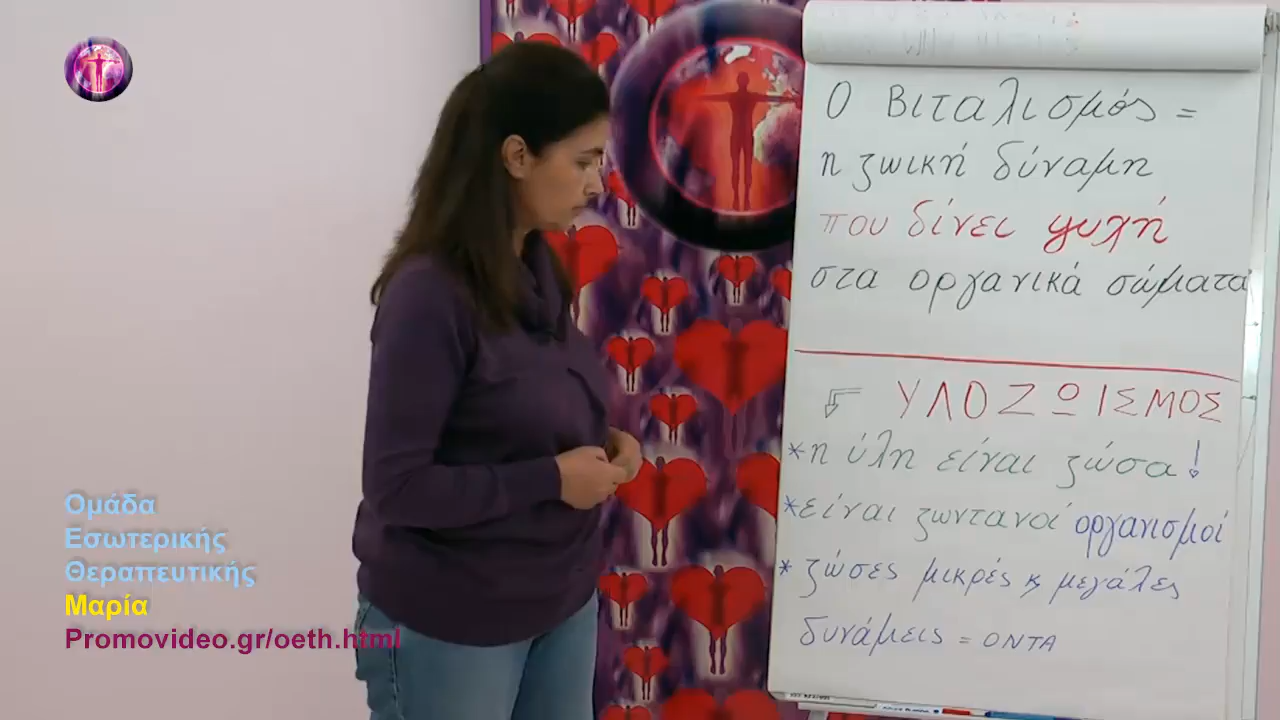 Ο Βιταλισμός =
η ζωική δύναμη
που δίνει ψυχή
στα οργανικά σώματα
ΥΛΟΖΩΙΣΜΟΣ
*η ύλη είναι ζώσα!
*είναι ζωντανοί οργανισμοί
* ζώσες μικρές κ μεγάλες
δυνάμεις = ΟΝΤΑ
Ομάδα
Εσωτερικής
Θεραπευτικής
Μαρία
Promovideo.gr/oeth.html